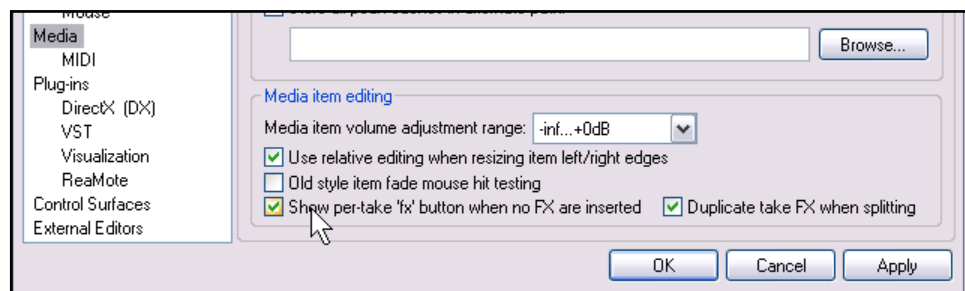 Mouse
Media
MIDI
Plug-ins
DirectX (DX)
VST
Visualization
ReaMote
Control Surfaces
External Editors
Browse...
Media item editing
Media item volume adjustment range: -inf...+0dB
Use relative editing when resizing item left/right edges
Old style item fade mouse hit testing
Show per-take 'fx' button when no FX are inserted Duplicate take FX when splitting
OK Cancel Apply